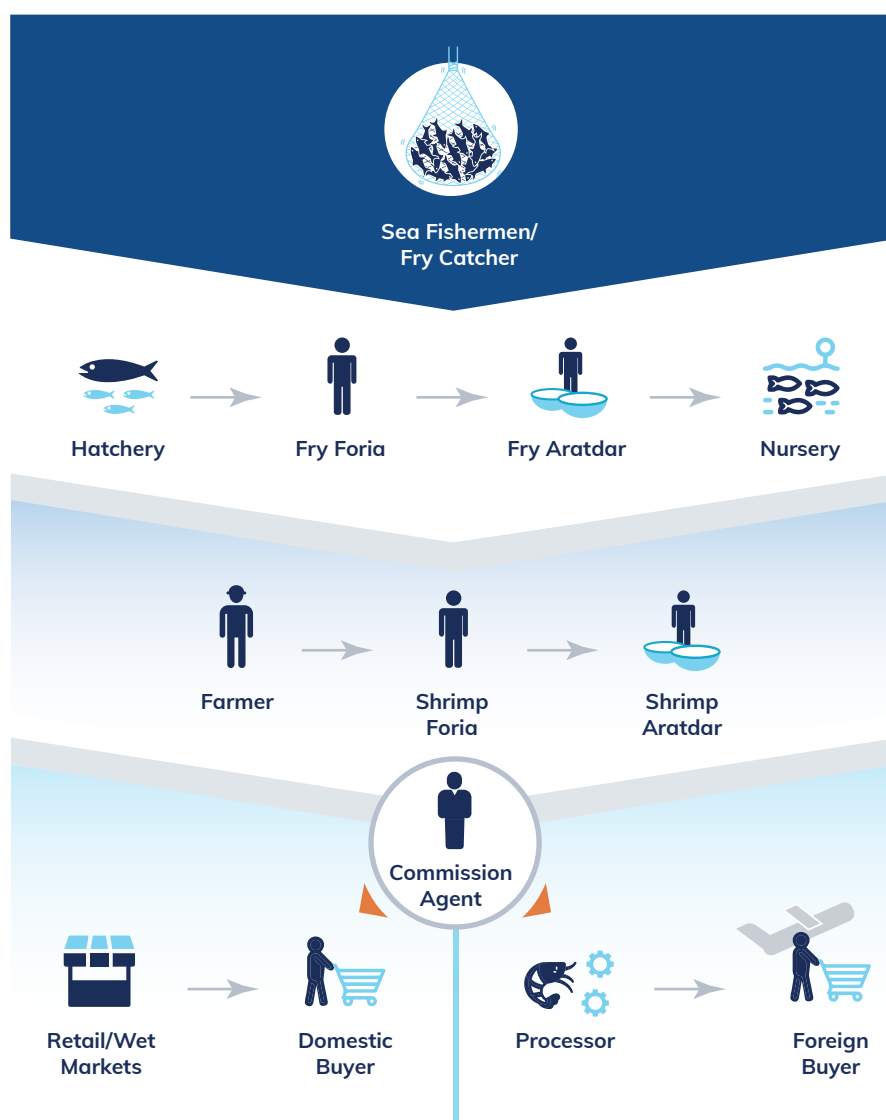 Sea Fishermen/
Fry Catcher
Hatchery
Fry Foria
Fry Aratdar
Nursery
Farmer
Shrimp
Foria
Shrimp
Aratdar
Commission
Agent
Retail/Wet
Markets
Domestic
Buyer
Processor
Foreign
Buyer